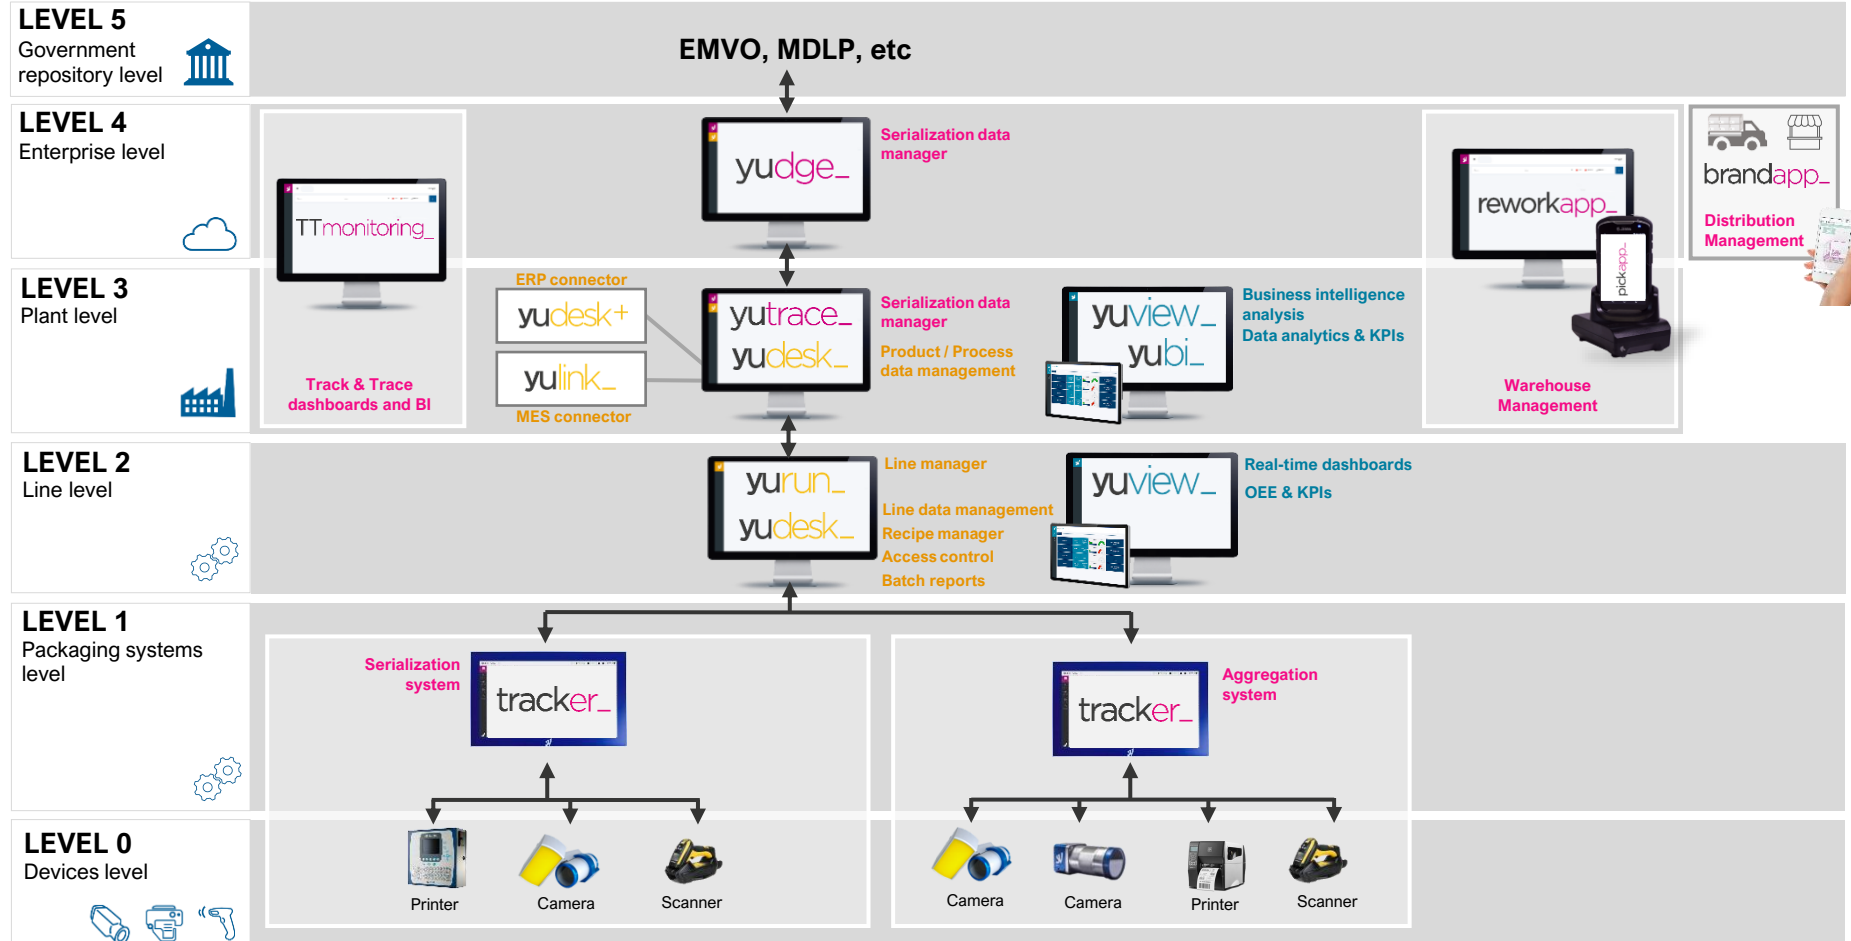 LEVEL 5
Government
repository level
EMVO, MDLP, etc
LEVEL 4
Enterprise level
TTmonitoring_
Track & Trace
dashboards and BI
yudge_
Serialization data
manager
reworkapp_
pickapp_
Warehouse
Management
brandapp_
Distribution
Management
LEVEL 3
Plant level
ERP connector
yudesk+
yulink_
MES connector
yutrace_
yudesk_
Serialization data
manager
Product / Process
data management
yuview_
yubi_
Business intelligence
analysis
Data analytics & KPIs
LEVEL 2
Line level
yurun_
yudesk_
Line manager
Line data management
Recipe manager
Access control
Batch reports
yuview_
Real-time dashboards
OEE & KPIs
LEVEL 1
Packaging systems
level
Serialization
system
tracker_
tracker_
Aggregation
system
LEVEL 0
Devices level
Printer
Camera
Scanner
Camera
Camera
Printer
Scanner